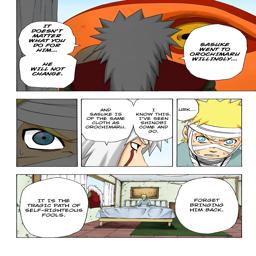 SASUKE
WENT TO
OROCHIMARU
WILLINGLY...
IT
DOESN'T
MATTER
WHAT YOU
DO FOR
HIM...
HE
WILL NOT
CHANGE.
URK...
I
KNOW THIS.
I'VE SEEN
SHINOBI
COME AND
GO.
AND
SASUKE IS
OF THE SAME
CLOTH AS
OROCHIMARU.
FORGET
BRINGING
HIM BACK.
IT IS THE
TRAGIC PATH OF
SELF-RIGHTEOUS
FOOLS.